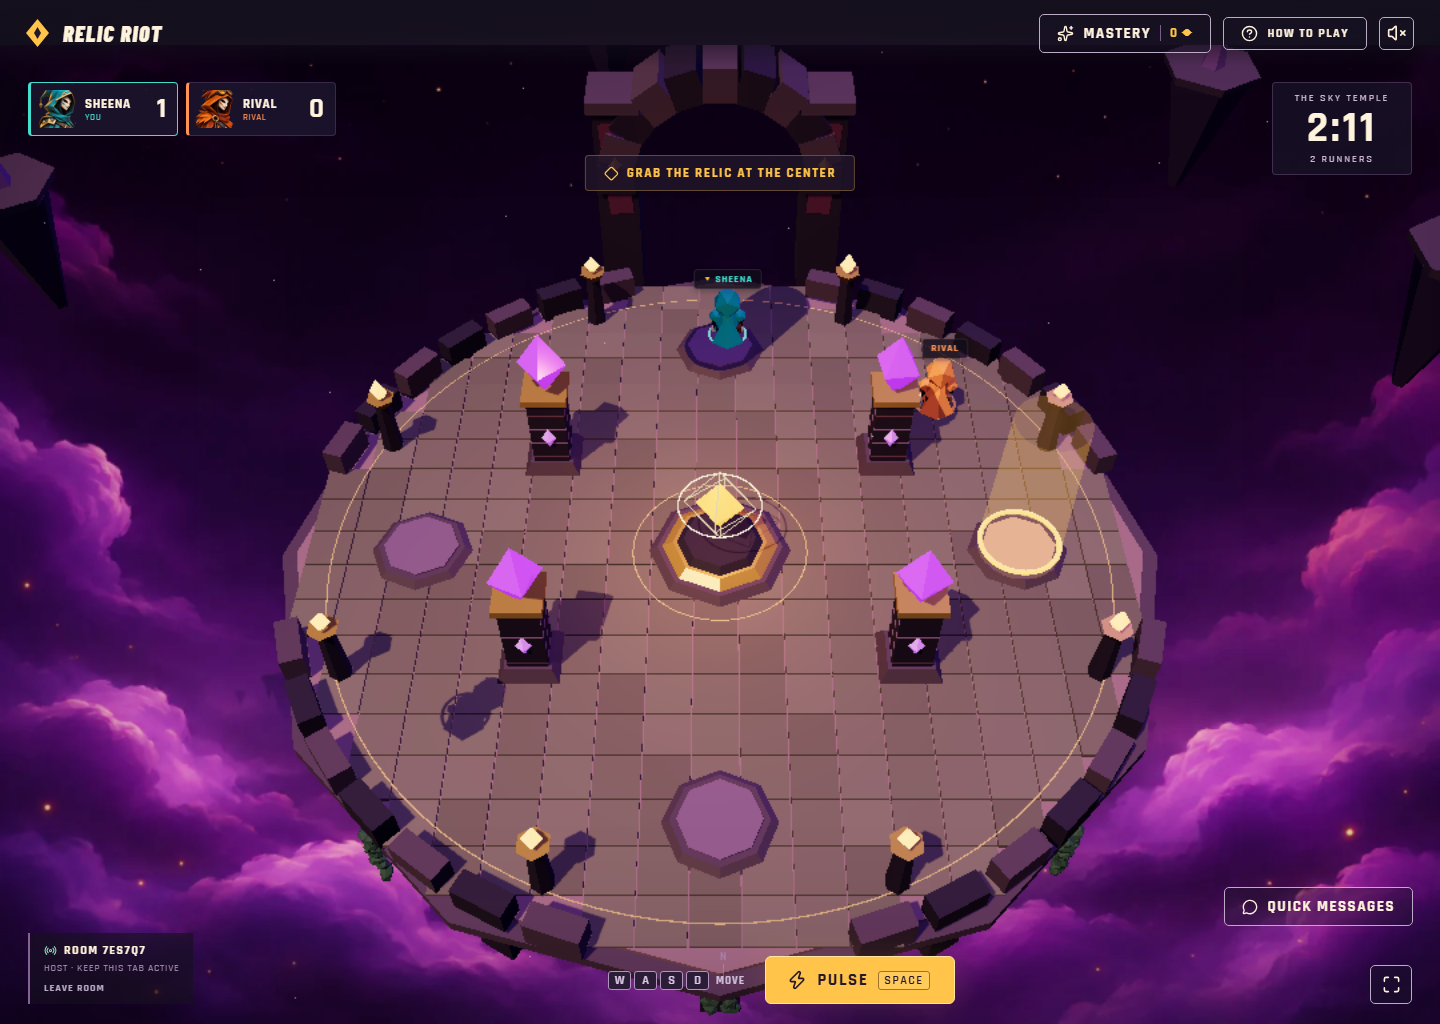 RELIC RIOT
MASTERY 0
HOW TO PLAY
SHEENA
YOU
1
RIVAL
RIVAL
0
THE SKY TEMPLE
2:11
2 RUNNERS
GRAB THE RELIC AT THE CENTER
SHEENA
RIVAL
QUICK MESSAGES
ROOM 7ES7Q7
HOST · KEEP THIS TAB ACTIVE
LEAVE ROOM
N
W A S D MOVE
PULSE SPACE